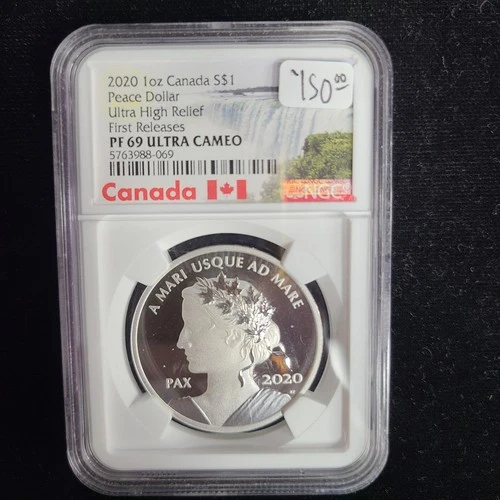 2020 1oz Canada S$1
Peace Dollar
Ultra High Relief
First Releases
PF 69 ULTRA CAMEO
5763988-069
Canada
NGC
150.00
A MARI USQUE AD MARE
PAX 2020